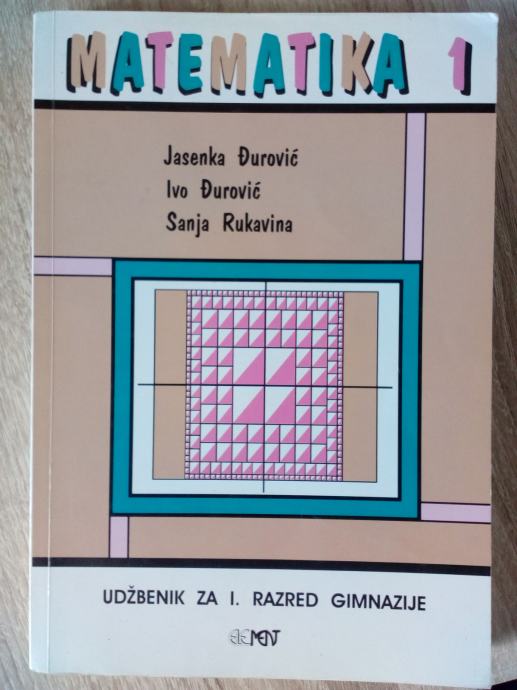 MATEMATIKA 1
Jasenka Đurović
Ivo Đurović
Sanja Rukavina
UDŽBENIK ZA I. RAZRED GIMNAZIJE
ELEMENT